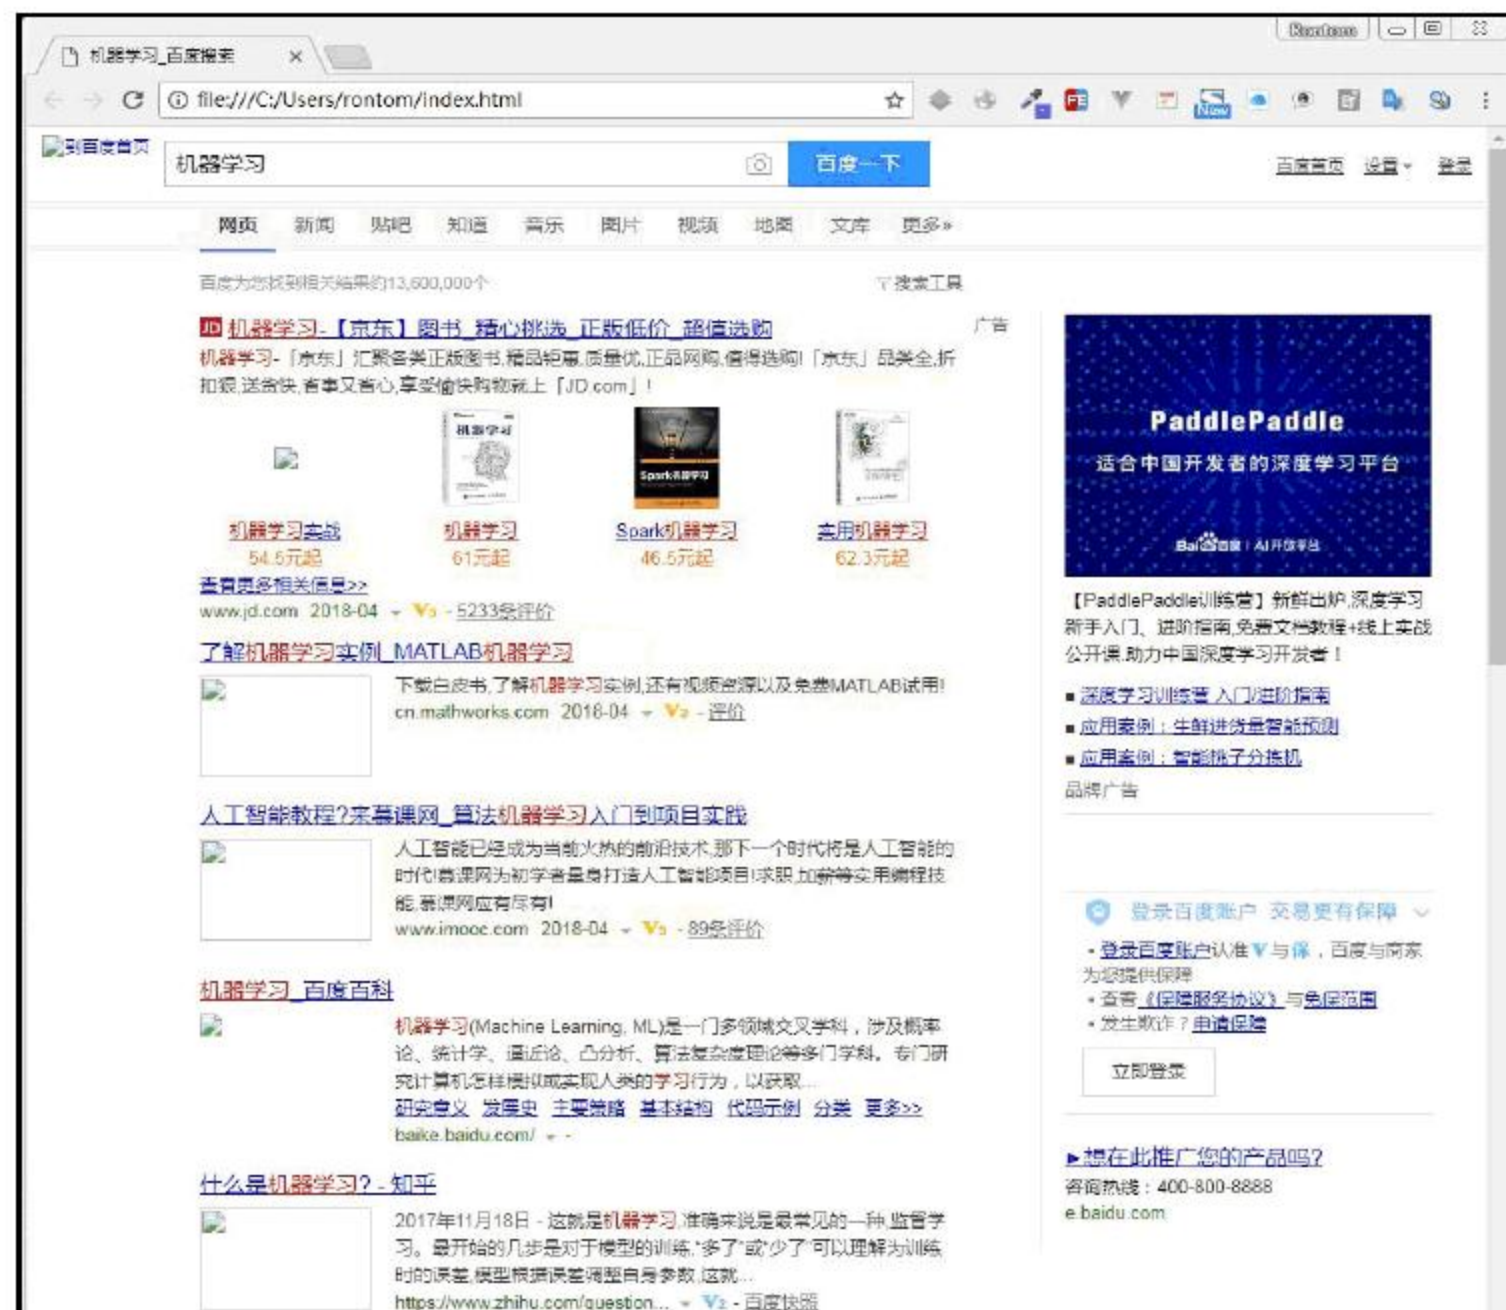 Rontom
机器学习_百度搜索
file:///C:/Users/rontom/index.html
FE
New
到百度首页
机器学习
百度一下
百度首页 设置 登录
网页 新闻 贴吧 知道 音乐 图片 视频 地图 文库 更多»
百度为您找到相关结果约13,600,000个
搜索工具
JD 机器学习-【京东】图书_精心挑选_正版低价_超值选购
广告
机器学习-「京东」汇聚各类正版图书,精品钜惠,质量优,正品网购,值得选购!「京东」品类全,折
扣狠,送货快,省事又省心,享受愉快购物就上「JD.com」!
机器学习
Spark机器学习
机器学习实战 机器学习 Spark机器学习 实用机器学习
54.5元起 61元起 46.5元起 62.3元起
查看更多相关信息>>
www.jd.com 2018-04 V3 - 5233条评价
了解机器学习实例_MATLAB机器学习
下载白皮书,了解机器学习实例,还有视频资源以及免费MATLAB试用!
cn.mathworks.com 2018-04 V2 - 评价
人工智能教程?来慕课网_算法机器学习入门到项目实践
人工智能已经成为当前火热的前沿技术,那下一个时代将是人工智能的
时代!慕课网为初学者量身打造人工智能项目!求职,加薪等实用编程技
能,慕课网应有尽有!
www.imooc.com 2018-04 V3 - 89条评价
机器学习_百度百科
机器学习(Machine Learning, ML)是一门多领域交叉学科，涉及概率
论、统计学、逼近论、凸分析、算法复杂度理论等多门学科。专门研
究计算机怎样模拟或实现人类的学习行为，以获取...
研究意义 发展史 主要策略 基本结构 代码示例 分类 更多>>
baike.baidu.com/ -
什么是机器学习? - 知乎
2017年11月18日 - 这就是机器学习,准确来说是最常见的一种,监督学
习。最开始的几步是对于模型的训练,"多了"或"少了"可以理解为训练
时的误差,模型根据误差调整自身参数,这就...
https://www.zhihu.com/question... V2 - 百度快照
PaddlePaddle
适合中国开发者的深度学习平台
Bai百度 | AI开放平台
【PaddlePaddle训练营】新鲜出炉,深度学习
新手入门、进阶指南,免费文档教程+线上实战
公开课,助力中国深度学习开发者！
深度学习训练营 入门/进阶指南
应用案例：生鲜进货量智能预测
应用案例：智能桃子分拣机
品牌广告
登录百度账户 交易更有保障
• 登录百度账户认准V与保，百度与商家
为您提供保障
• 查看《保障服务协议》与免保范围
• 发生欺诈？申请保障
立即登录
►想在此推广您的产品吗?
咨询热线：400-800-8888
e.baidu.com